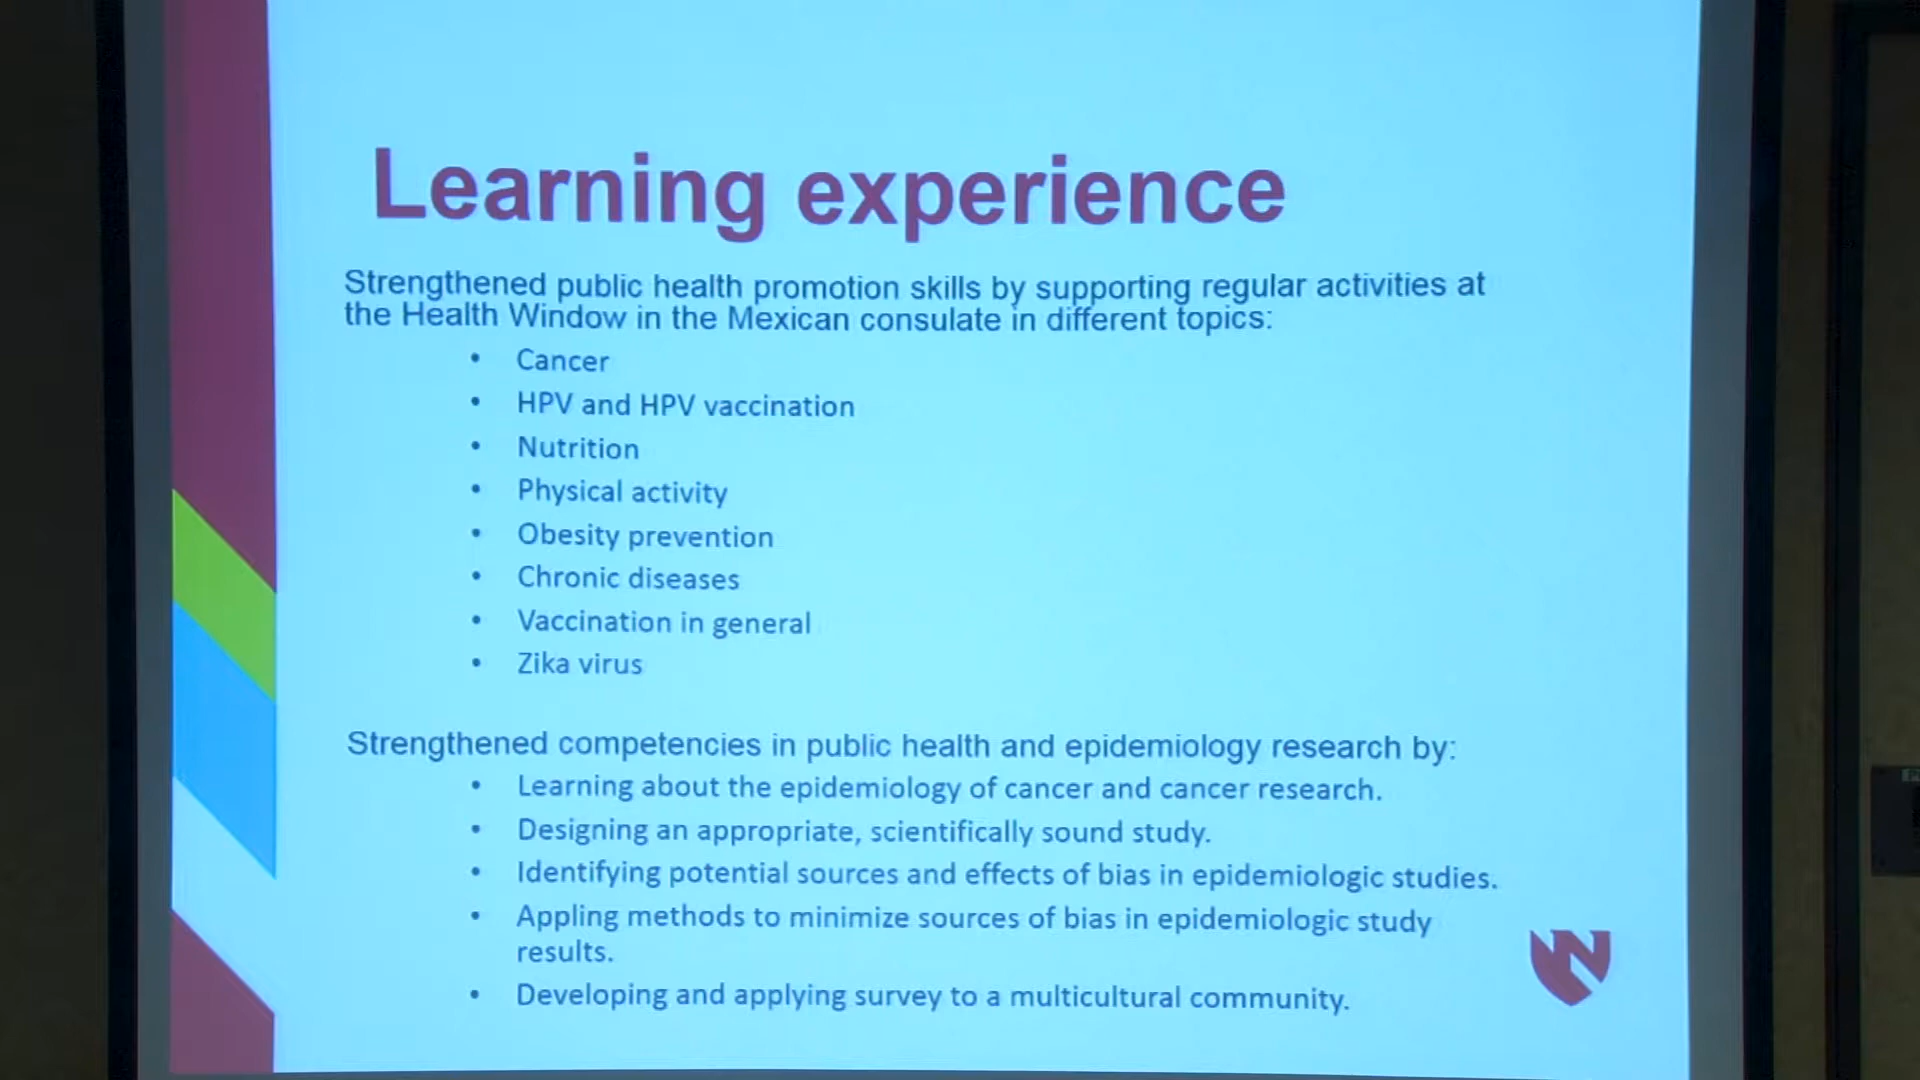 Learning experience
Strengthened public health promotion skills by supporting regular activities at
the Health Window in the Mexican consulate in different topics:
• Cancer
• HPV and HPV vaccination
• Nutrition
• Physical activity
• Obesity prevention
• Chronic diseases
• Vaccination in general
• Zika virus
Strengthened competencies in public health and epidemiology research by:
• Learning about the epidemiology of cancer and cancer research.
• Designing an appropriate, scientifically sound study.
• Identifying potential sources and effects of bias in epidemiologic studies.
• Appling methods to minimize sources of bias in epidemiologic study
results.
• Developing and applying survey to a multicultural community.